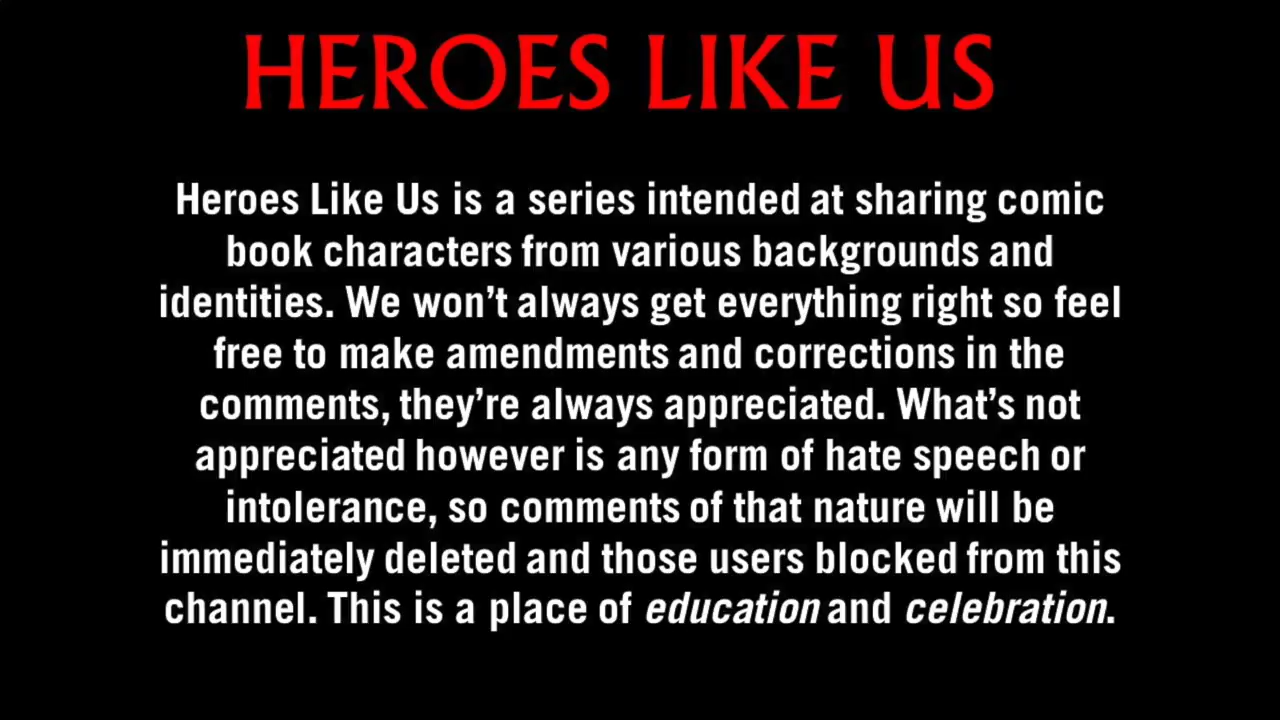 HEROES LIKE US
Heroes Like Us is a series intended at sharing comic
book characters from various backgrounds and
identities. We won’t always get everything right so feel
free to make amendments and corrections in the
comments, they’re always appreciated. What’s not
appreciated however is any form of hate speech or
intolerance, so comments of that nature will be
immediately deleted and those users blocked from this
channel. This is a place of education and celebration.